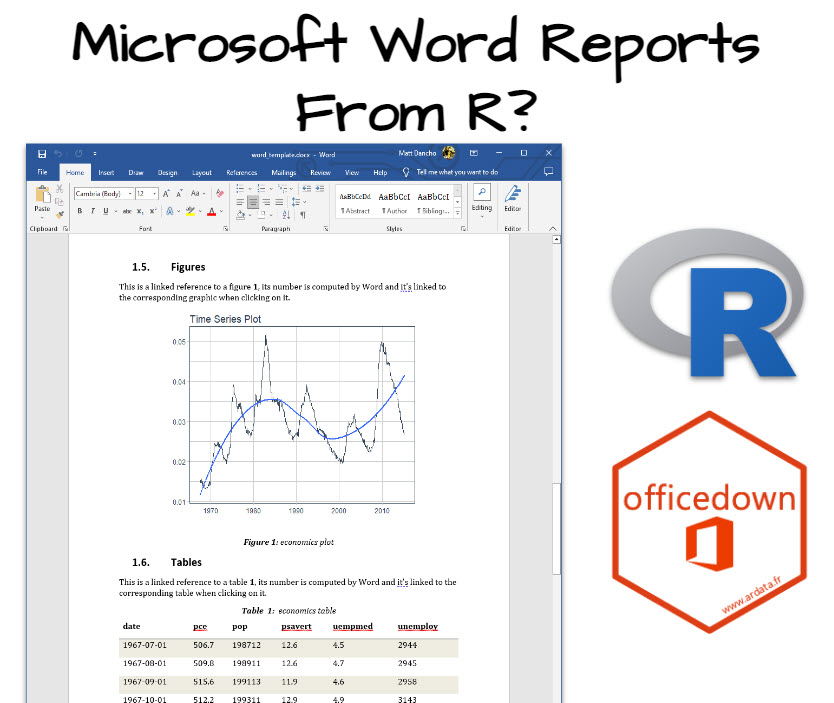 Microsoft Word Reports
From R?
word_template.docx - Word
Matt Dancho
File Home Insert Draw Design Layout References Mailings Review View Help Tell me what you want to do
Paste
Cambria (Body) 12 A A Aa
B I U abc x₂ x² A A
AaBbCcDd AaBbCcI AaBbCcI
¶ Abstract ¶ Author ¶ Bibliog...
Editing
Editor
Clipboard Font Paragraph Styles Editor
1.5. Figures
This is a linked reference to a figure 1, its number is computed by Word and it's linked to
the corresponding graphic when clicking on it.
Time Series Plot
0.05
0.04
0.03
0.02
0.01
1970 1980 1990 2000 2010
Figure 1: economics plot
1.6. Tables
This is a linked reference to a table 1, its number is computed by Word and it's linked to the
corresponding table when clicking on it.
Table 1: economics table
date pce pop psavert uempmed unemploy
1967-07-01 506.7 198712 12.6 4.5 2944
1967-08-01 509.8 198911 12.6 4.7 2945
1967-09-01 515.6 199113 11.9 4.6 2958
1967-10-01 512.2 199311 12.9 4.9 3143
R
officedown
www.ardata.fr